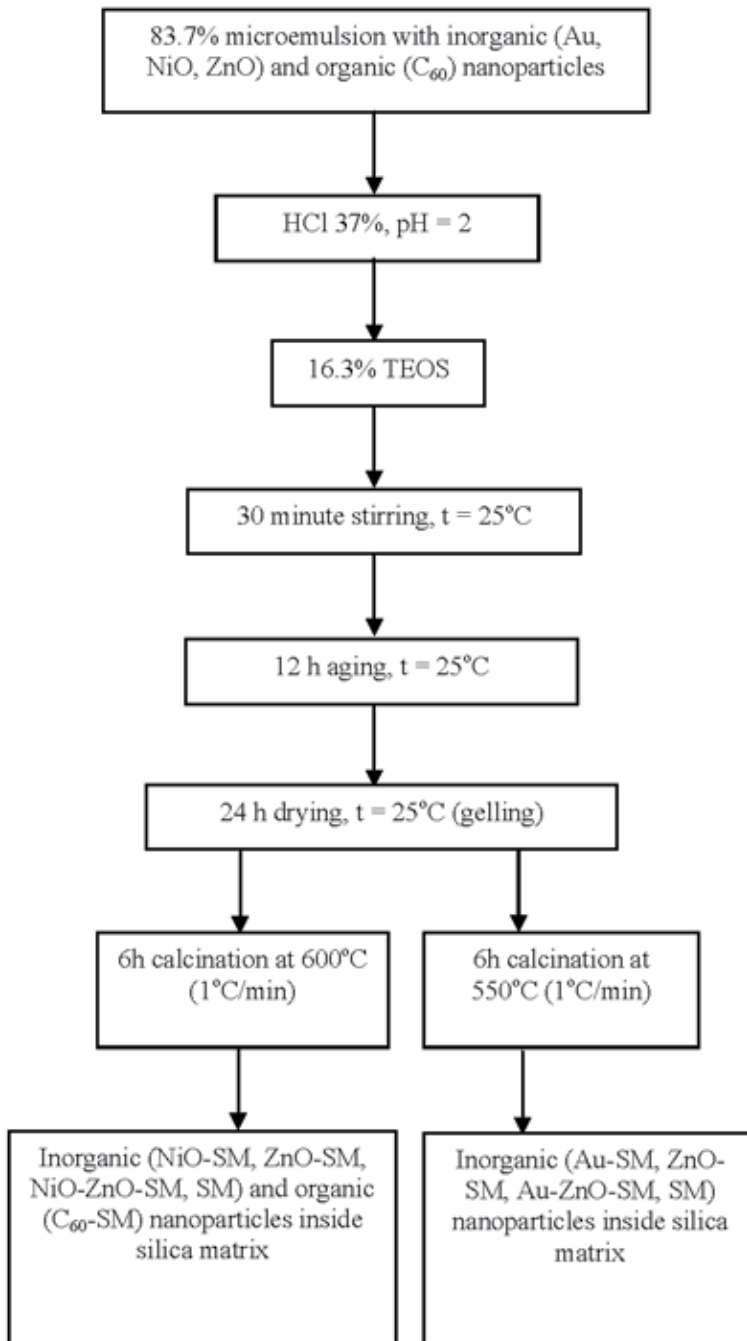 83.7% microemulsion with inorganic (Au,
NiO, ZnO) and organic (C₆₀) nanoparticles
HCl 37%, pH = 2
16.3% TEOS
30 minute stirring, t = 25°C
12 h aging, t = 25°C
24 h drying, t = 25°C (gelling)
6h calcination at 600°C
(1°C/min)
6h calcination at
550°C (1°C/min)
Inorganic (NiO-SM, ZnO-SM,
NiO-ZnO-SM, SM) and organic
(C₆₀-SM) nanoparticles inside
silica matrix
Inorganic (Au-SM, ZnO-
SM, Au-ZnO-SM, SM)
nanoparticles inside silica
matrix